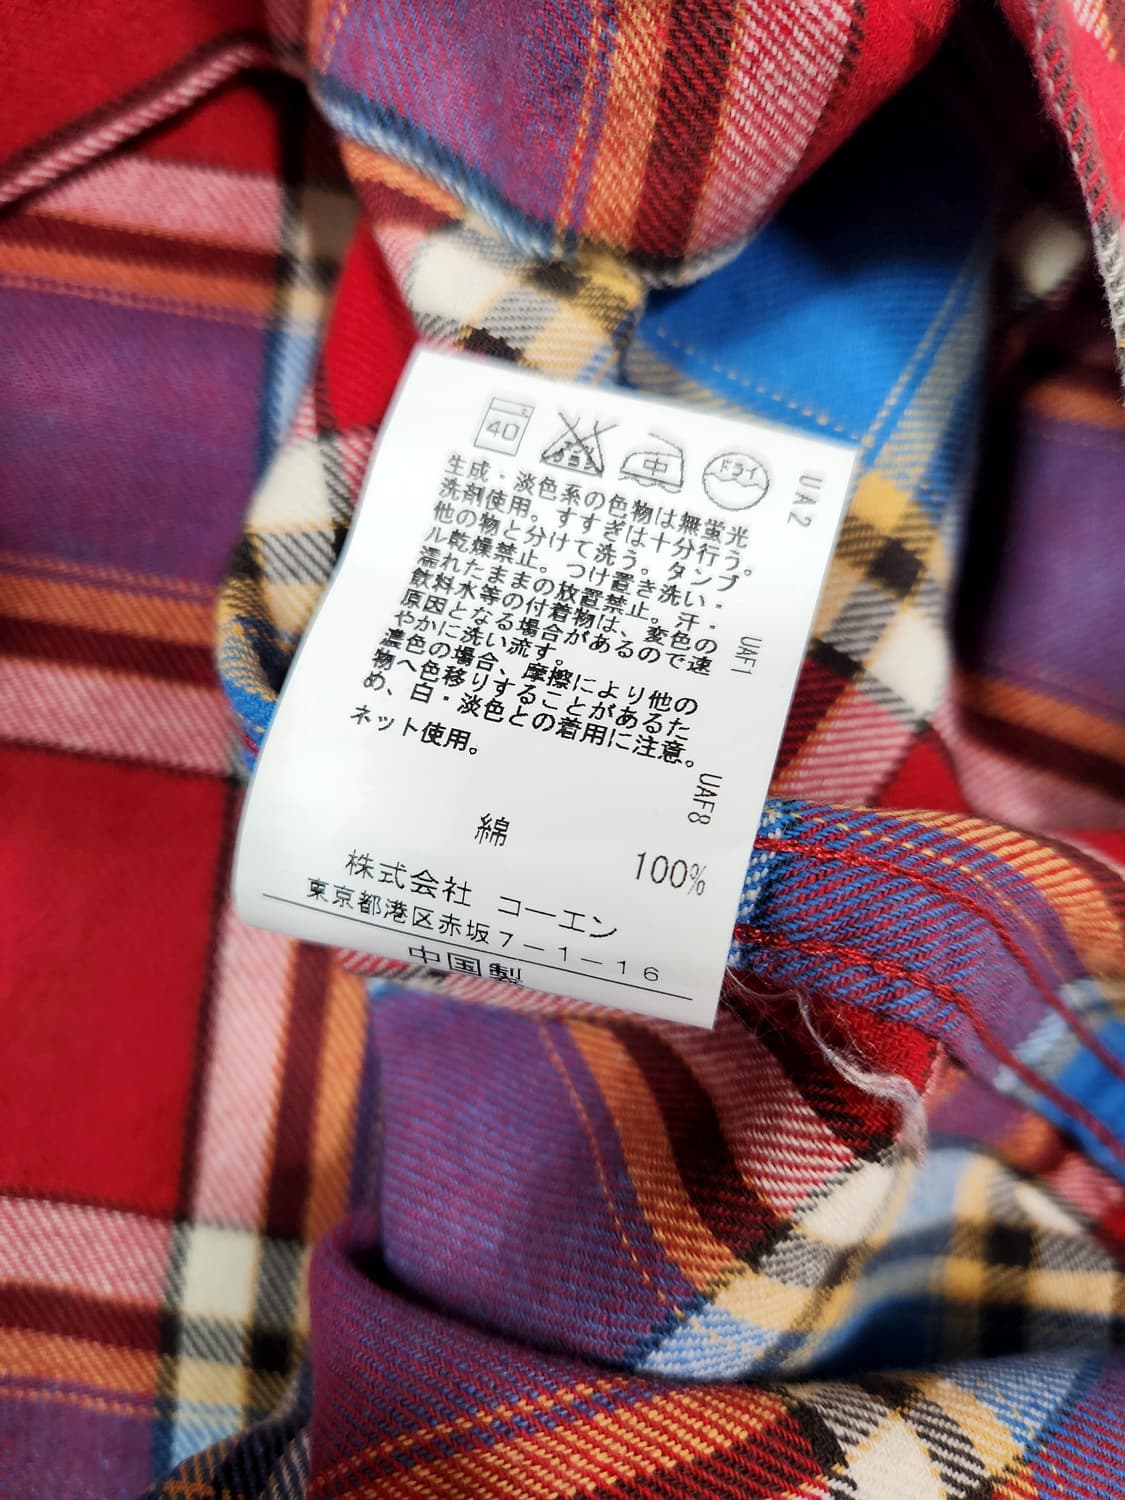 40
エンソサラシ
中
ドライ
UA2
生成・淡色系の色物は無蛍光
洗剤使用。すすぎは十分行う。
他の物と分けて洗う。タンブ
ル乾燥禁止。つけ置き洗い・
濡れたままの放置禁止。汗・
飲料水等の付着物は、変色の
原因となる場合があるので速
やかに洗い流す。
UAF1
濃色の場合、摩擦により他の
物へ色移りすることがあるた
め、白・淡色との着用に注意。
ネット使用。
UAF8
綿
100%
株式会社 コーエン
東京都港区赤坂7-1-16
中国製